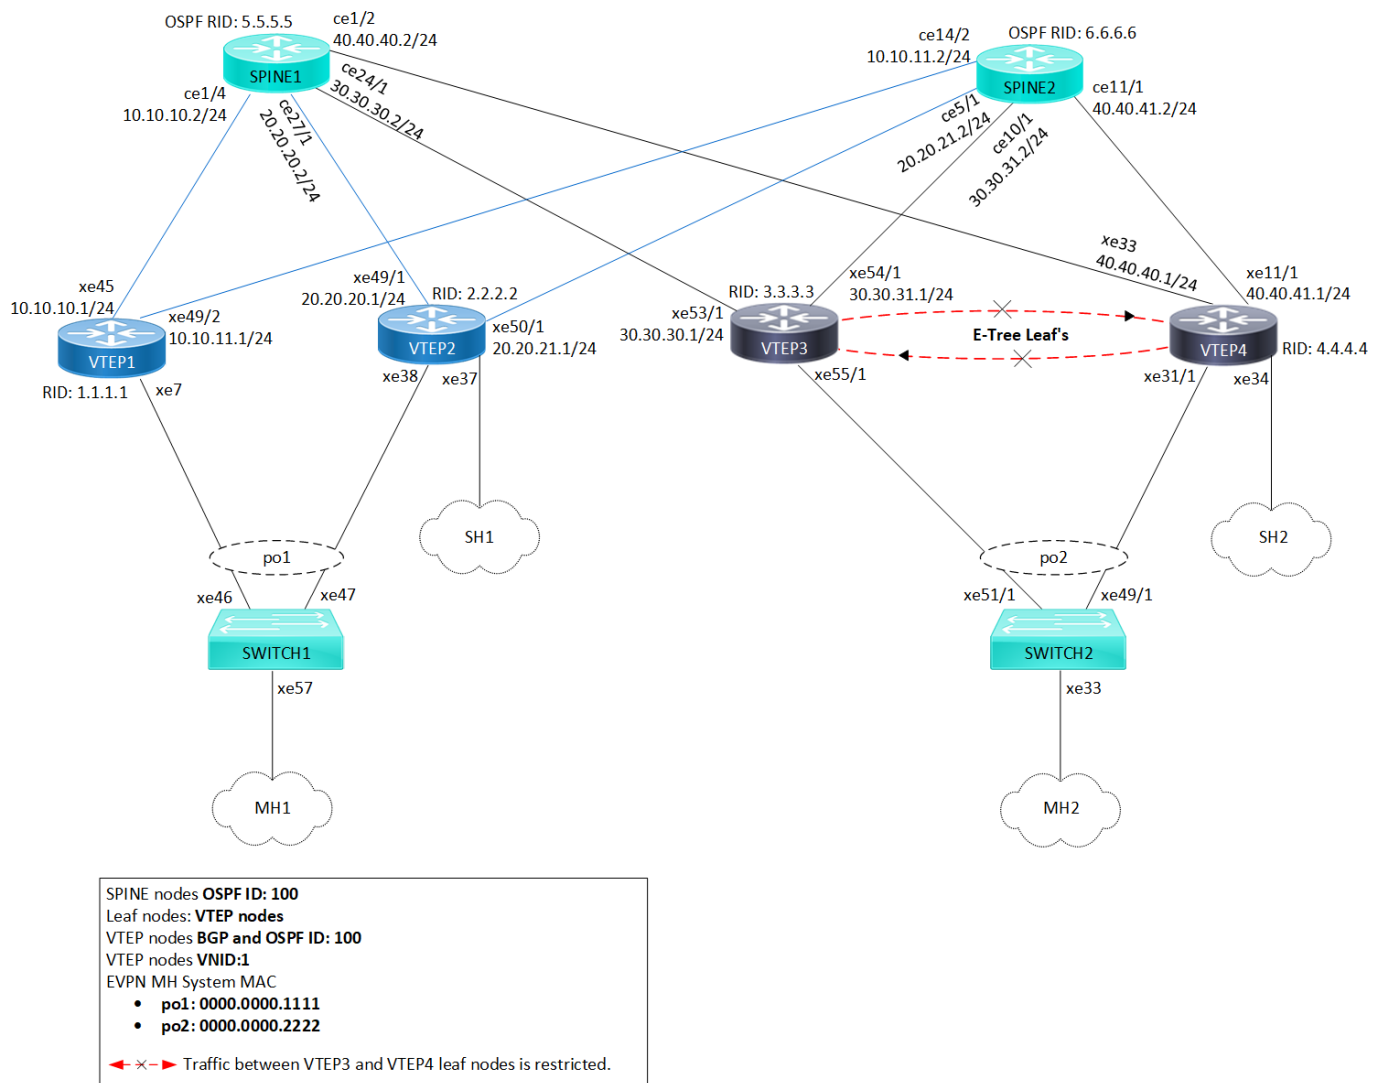 OSPF RID: 5.5.5.5
ce1/2
40.40.40.2/24
SPINE1
ce24/1
30.30.30.2/24
ce1/4
10.10.10.2/24
ce27/1
20.20.20.2/24
ce14/2
10.10.11.2/24
OSPF RID: 6.6.6.6
SPINE2
ce11/1
40.40.41.2/24
ce5/1
20.20.21.2/24
ce10/1
30.30.31.2/24
xe45
10.10.10.1/24
xe49/2
10.10.11.1/24
VTEP1
RID: 1.1.1.1
xe7
xe49/1
20.20.20.1/24
RID: 2.2.2.2
VTEP2
xe50/1
20.20.21.1/24
xe38
xe37
RID: 3.3.3.3
xe53/1
30.30.30.1/24
xe54/1
30.30.31.1/24
VTEP3
xe55/1
E-Tree Leaf's
xe33
40.40.40.1/24
xe11/1
40.40.41.1/24
VTEP4
RID: 4.4.4.4
xe31/1
xe34
SH1
SH2
po1
po2
xe46
xe47
SWITCH1
xe57
MH1
xe51/1
xe49/1
SWITCH2
xe33
MH2
SPINE nodes OSPF ID: 100
Leaf nodes: VTEP nodes
VTEP nodes BGP and OSPF ID: 100
VTEP nodes VNID:1
EVPN MH System MAC
• po1: 0000.0000.1111
• po2: 0000.0000.2222
Traffic between VTEP3 and VTEP4 leaf nodes is restricted.